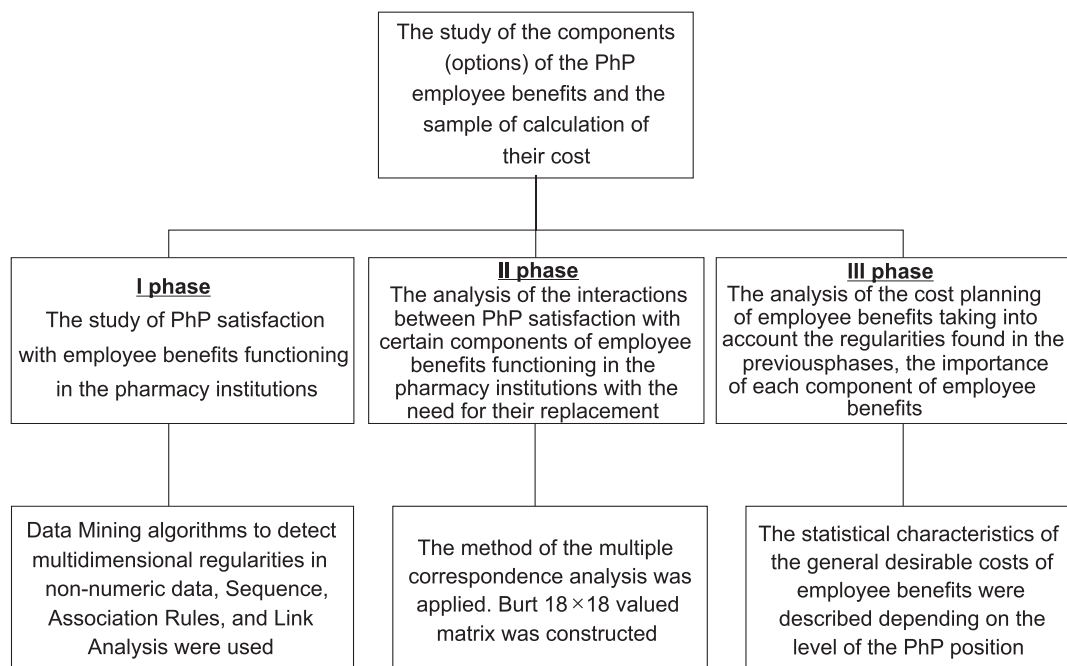 The study of the components
(options) of the PhP
employee benefits and the
sample of calculation of
their cost
I phase
The study of PhP satisfaction
with employee benefits functioning
in the pharmacy institutions
II phase
The analysis of the interactions
between PhP satisfaction with
certain components of employee
benefits functioning in the
pharmacy institutions with the
need for their replacement
III phase
The analysis of the cost planning
of employee benefits taking into
account the regularities found in the
previousphases, the importance
of each component of employee
benefits
Data Mining algorithms to detect
multidimensional regularities in
non-numeric data, Sequence,
Association Rules, and Link
Analysis were used
The method of the multiple
correspondence analysis was
applied. Burt 18×18 valued
matrix was constructed
The statistical characteristics of
the general desirable costs of
employee benefits were
described depending on the
level of the PhP position